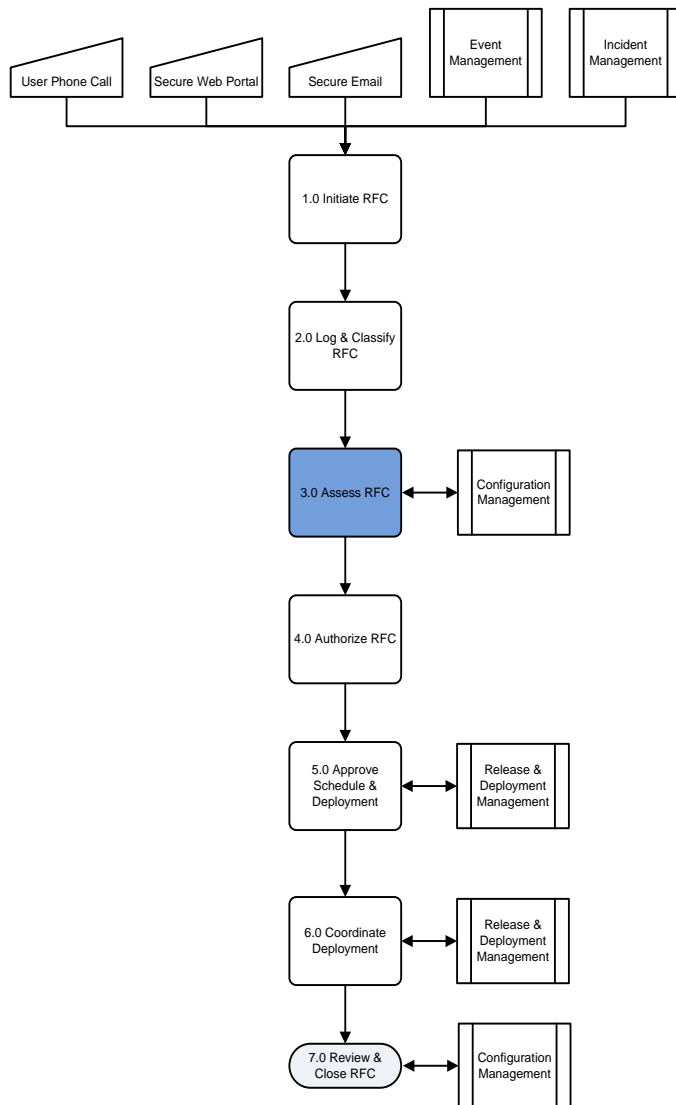 User Phone Call
Secure Web Portal
Secure Email
Event
Management
Incident
Management
1.0 Initiate RFC
2.0 Log & Classify
RFC
3.0 Assess RFC
Configuration
Management
4.0 Authorize RFC
5.0 Approve
Schedule &
Deployment
Release &
Deployment
Management
6.0 Coordinate
Deployment
Release &
Deployment
Management
7.0 Review &
Close RFC
Configuration
Management